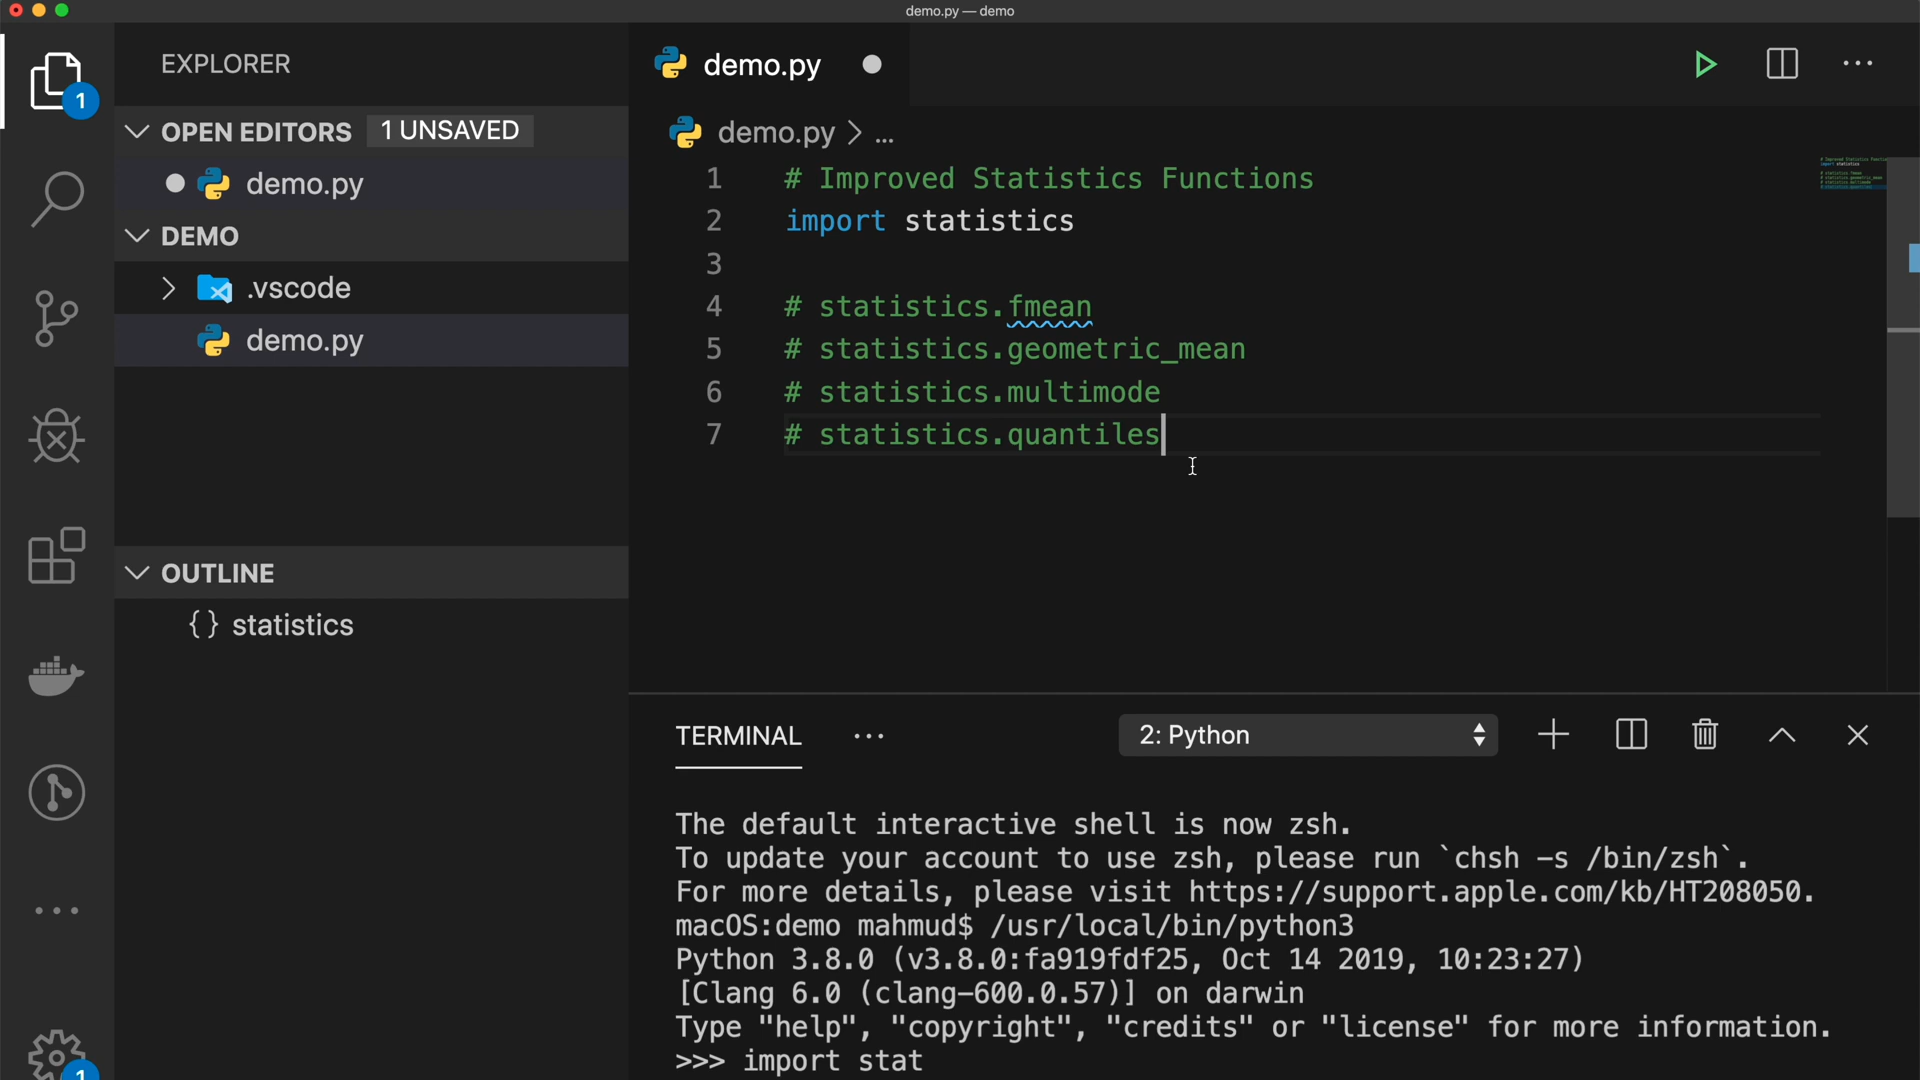 demo.py — demo
EXPLORER
1
OPEN EDITORS 1 UNSAVED
demo.py
DEMO
.vscode
demo.py
OUTLINE
{} statistics
1
demo.py
demo.py > ...
1 # Improved Statistics Functions
2 import statistics
3
4 # statistics.fmean
5 # statistics.geometric_mean
6 # statistics.multimode
7 # statistics.quantiles
TERMINAL ... 2: Python
The default interactive shell is now zsh.
To update your account to use zsh, please run `chsh -s /bin/zsh`.
For more details, please visit https://support.apple.com/kb/HT208050.
macOS:demo mahmud$ /usr/local/bin/python3
Python 3.8.0 (v3.8.0:fa919fdf25, Oct 14 2019, 10:23:27)
[Clang 6.0 (clang-600.0.57)] on darwin
Type "help", "copyright", "credits" or "license" for more information.
>>> import stat